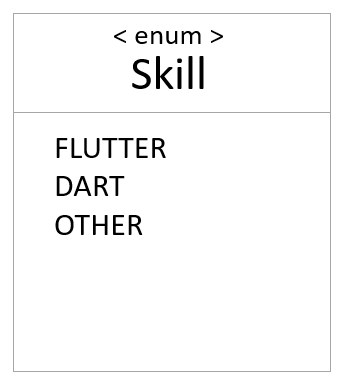 < enum >
Skill
FLUTTER
DART
OTHER